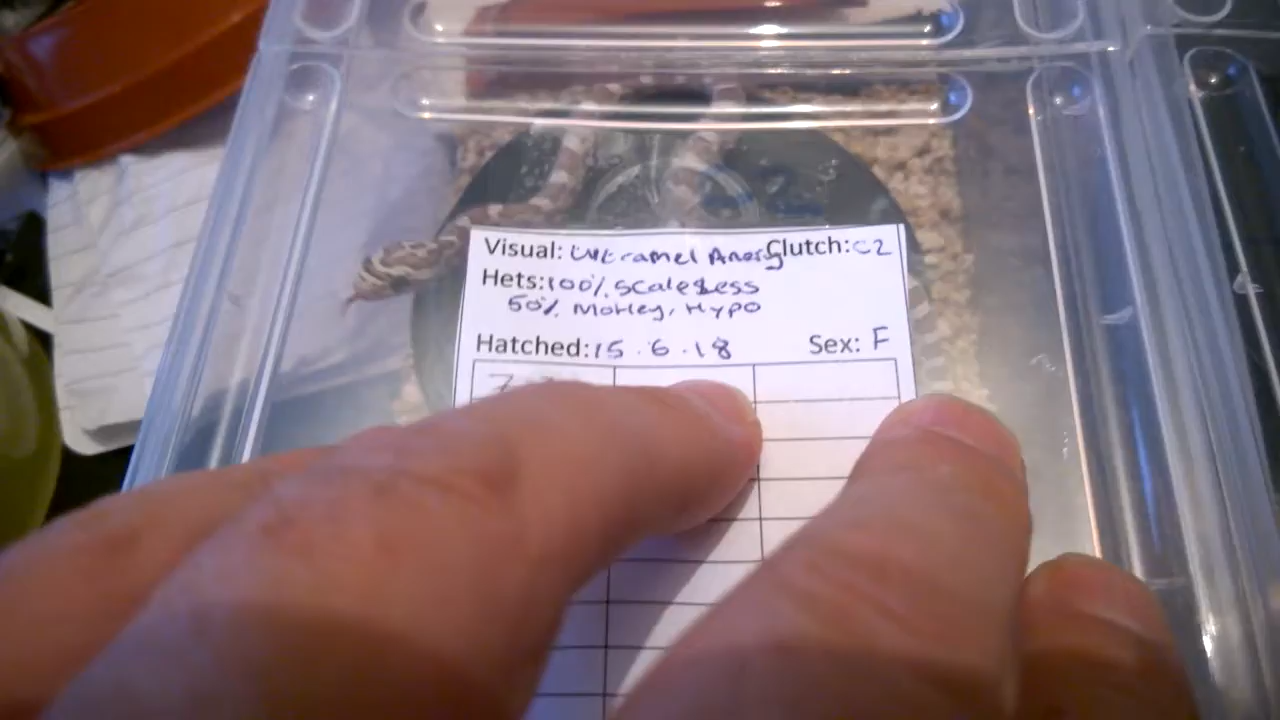 Visual: Ultramel Anery Clutch: C2
Hets: 100% scaleless
50% Motley, Hypo
Hatched: 15.6.18 Sex: F